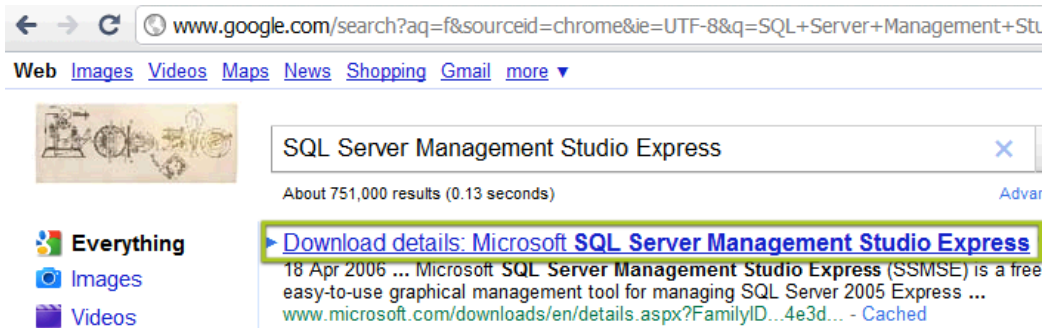 www.google.com/search?aq=f&sourceid=chrome&ie=UTF-8&q=SQL+Server+Management+Stu
Web Images Videos Maps News Shopping Gmail more ▼
SQL Server Management Studio Express
About 751,000 results (0.13 seconds) Advan
Everything
Download details: Microsoft SQL Server Management Studio Express
Images
18 Apr 2006 ... Microsoft SQL Server Management Studio Express (SSMSE) is a free
easy-to-use graphical management tool for managing SQL Server 2005 Express ...
Videos
www.microsoft.com/downloads/en/details.aspx?FamilyID...4e3d... - Cached